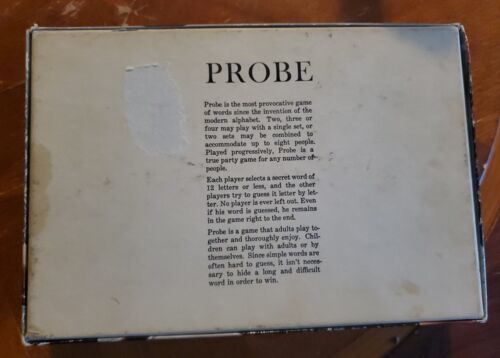 PROBE
Probe is the most provocative game
of words since the invention of the
modern alphabet. Two, three or
four may play with a single set, or
two sets may be combined to
accommodate up to eight people.
Played progressively, Probe is a
true party game for any number of
people.
Each player selects a secret word of
12 letters or less, and the other
players try to guess it letter by let-
ter. No player is ever left out. Even
if his word is guessed, he remains
in the game right to the end.
Probe is a game that adults play to-
gether and thoroughly enjoy. Chil-
dren can play with adults or by
themselves. Since simple words are
often hard to guess, it isn't neces-
sary to hide a long and difficult
word in order to win.